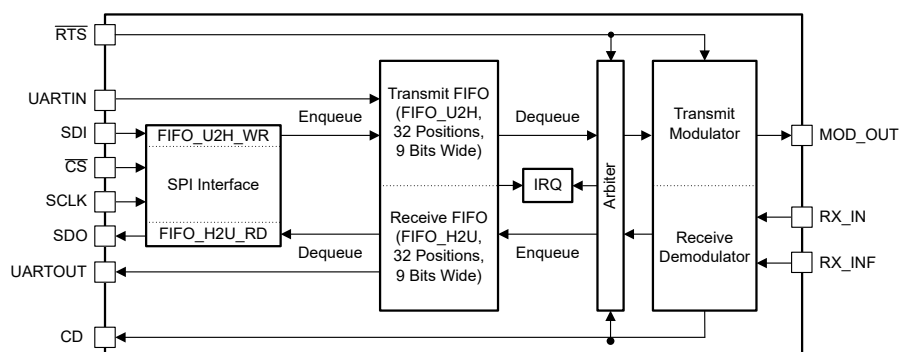 RTS
UARTIN
SDI
CS
SCLK
SDO
UARTOUT
CD
FIFO_U2H_WR
SPI Interface
FIFO_H2U_RD
Enqueue
Dequeue
Transmit FIFO
(FIFO_U2H,
32 Positions,
9 Bits Wide)
Receive FIFO
(FIFO_H2U,
32 Positions,
9 Bits Wide)
Dequeue
IRQ
Enqueue
Arbiter
Transmit
Modulator
Receive
Demodulator
MOD_OUT
RX_IN
RX_INF